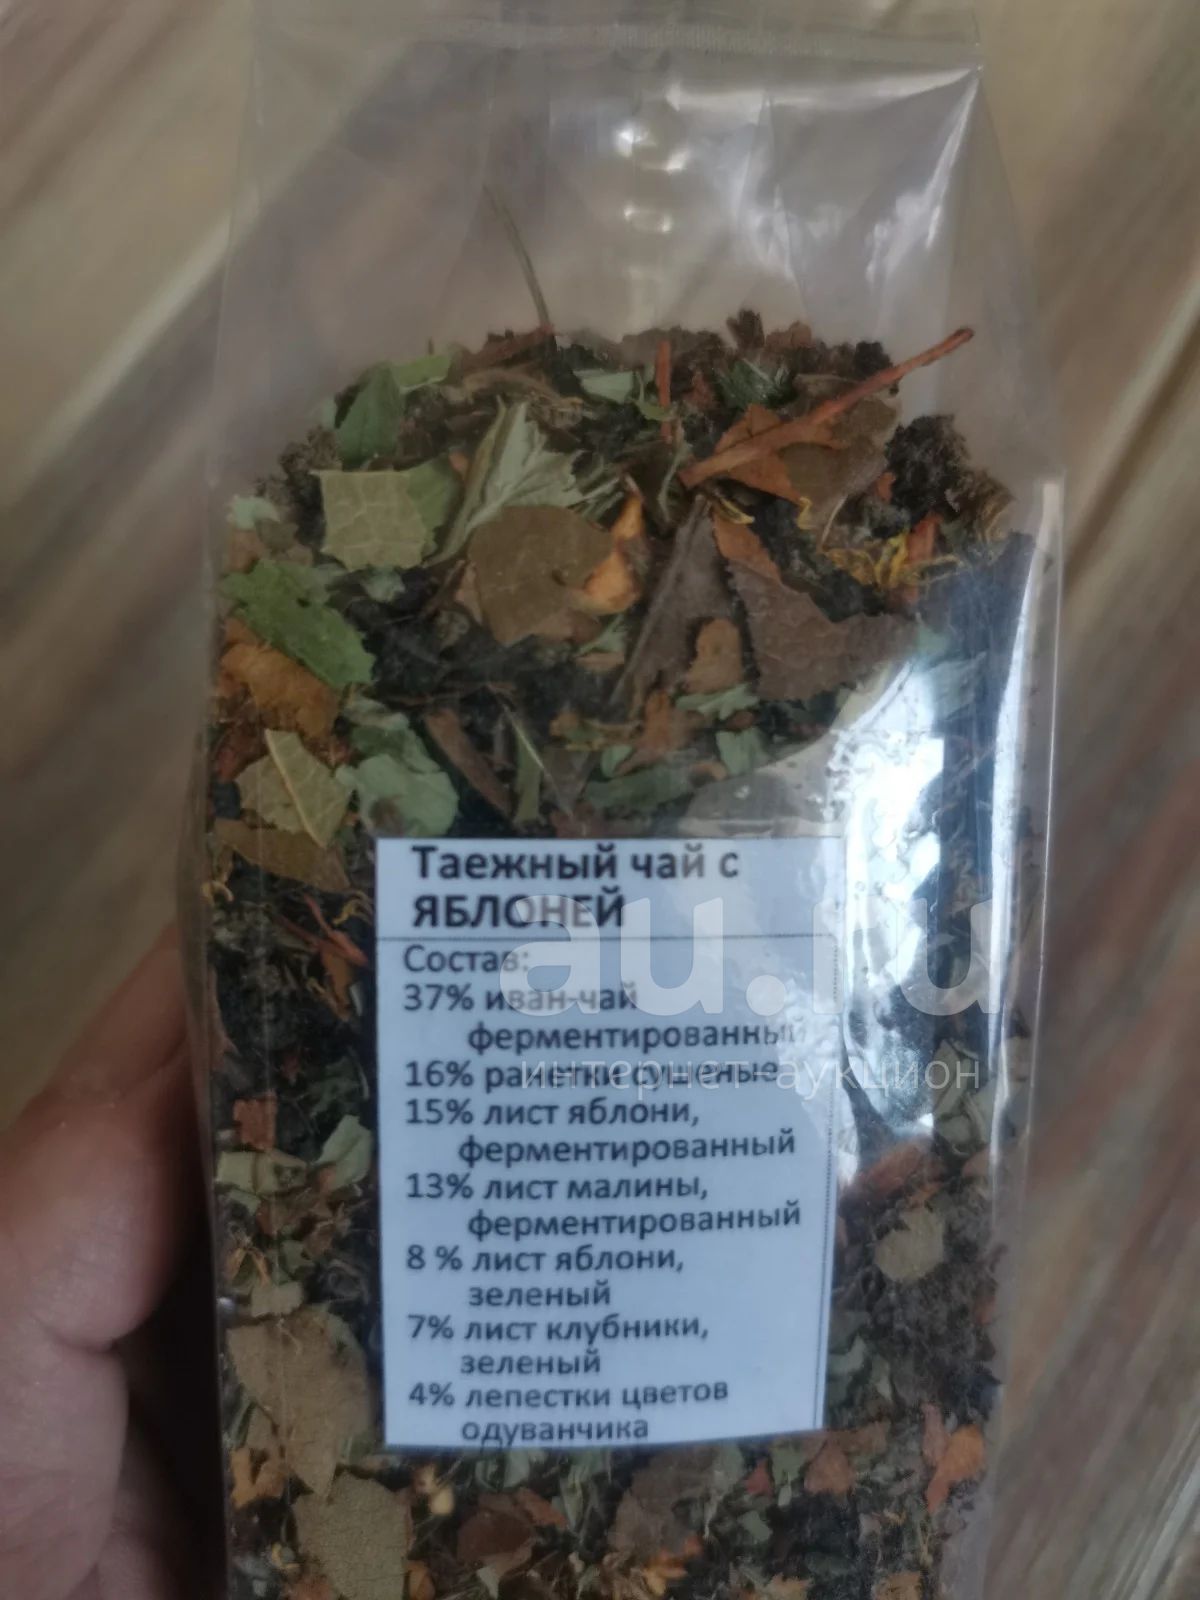 Таежный чай с
ЯБЛОНЕЙ
Состав:
37% иван-чай
ферментированный
16% ранетки сушеные
15% лист яблони,
ферментированный
13% лист малины,
ферментированный
8 % лист яблони,
зеленый
7% лист клубники,
зеленый
4% лепестки цветов
одуванчика
au.ru
интернет-аукцион